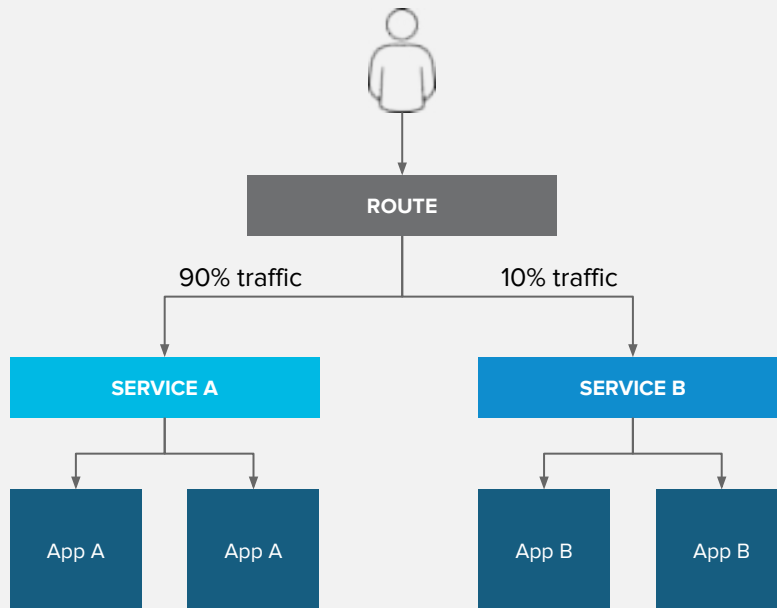 ROUTE
90% traffic
10% traffic
SERVICE A
SERVICE B
App A
App A
App B
App B